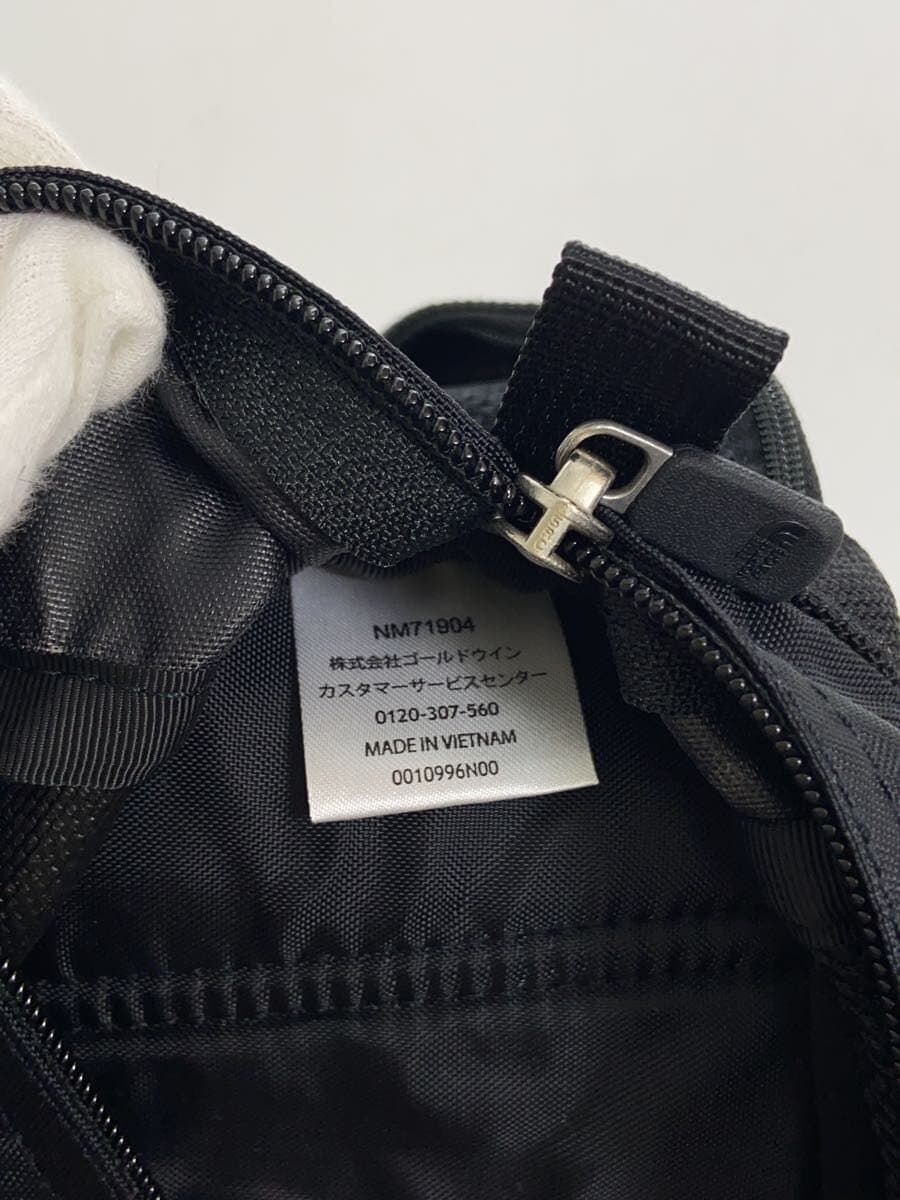 NM71904
株式会社ゴールドウイン
カスタマーサービスセンター
0120-307-560
MADE IN VIETNAM
0010996N00